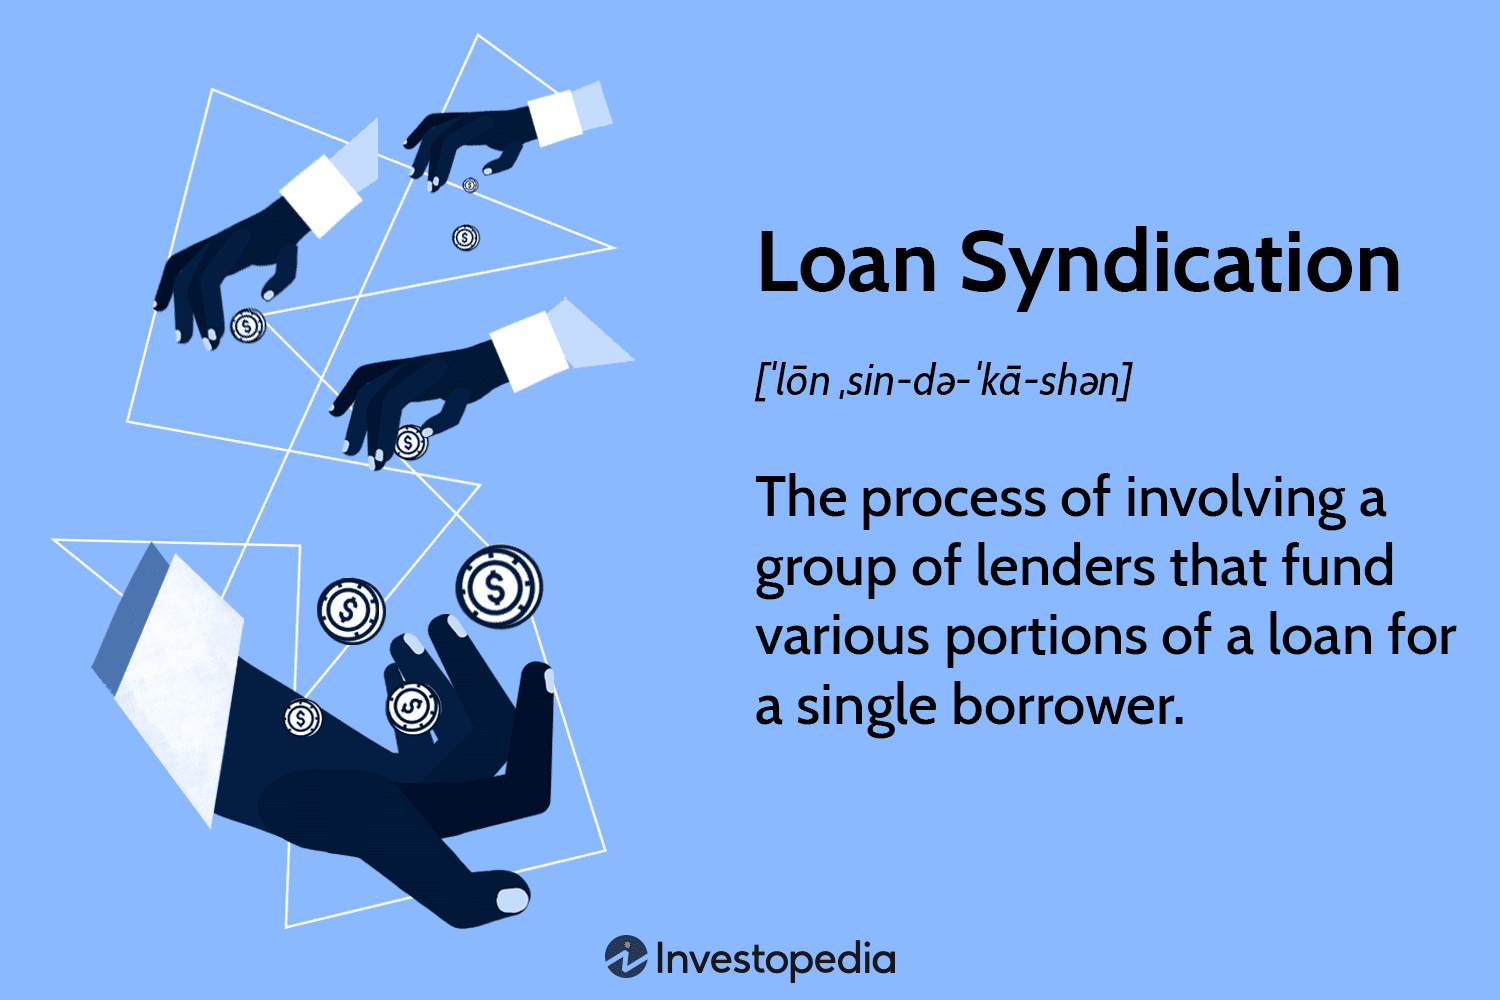 Loan Syndication
[ˈlōn ˌsin-də-ˈkā-shən]
The process of involving a
group of lenders that fund
various portions of a loan for
a single borrower.
$
$
$
$
$
$
$
$
Investopedia